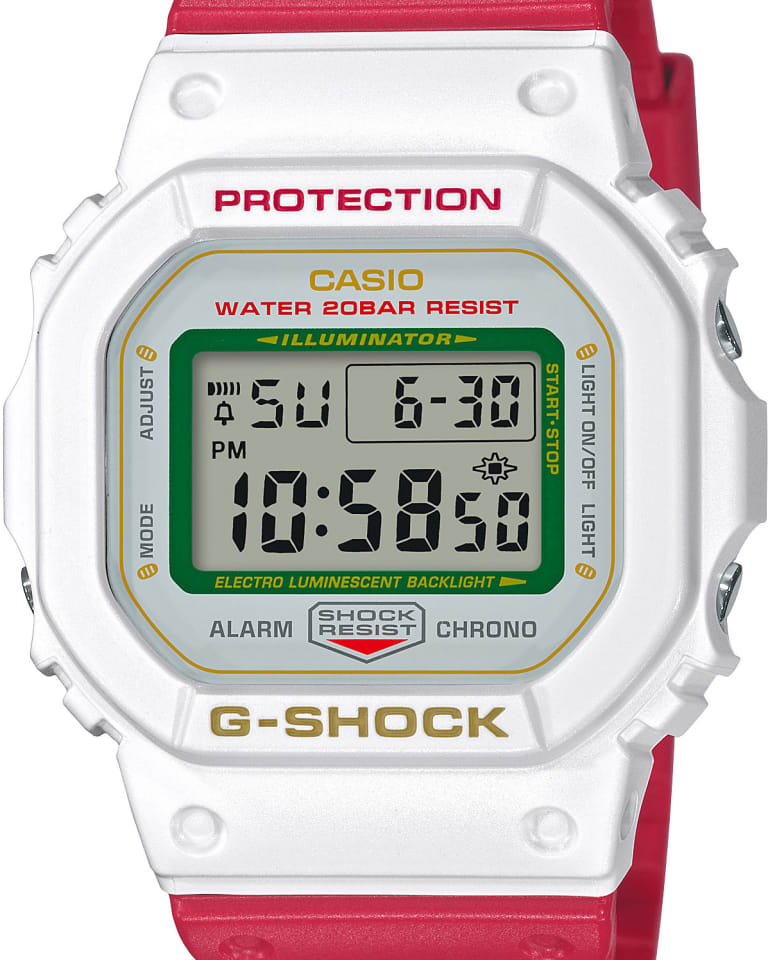 PROTECTION
CASIO
WATER 20BAR RESIST
ILLUMINATOR
ADJUST
LIGHT ON/OFF
START·STOP
SU 6-30
PM
10:58 50
MODE
LIGHT
ELECTRO LUMINESCENT BACKLIGHT
ALARM SHOCK RESIST CHRONO
G-SHOCK